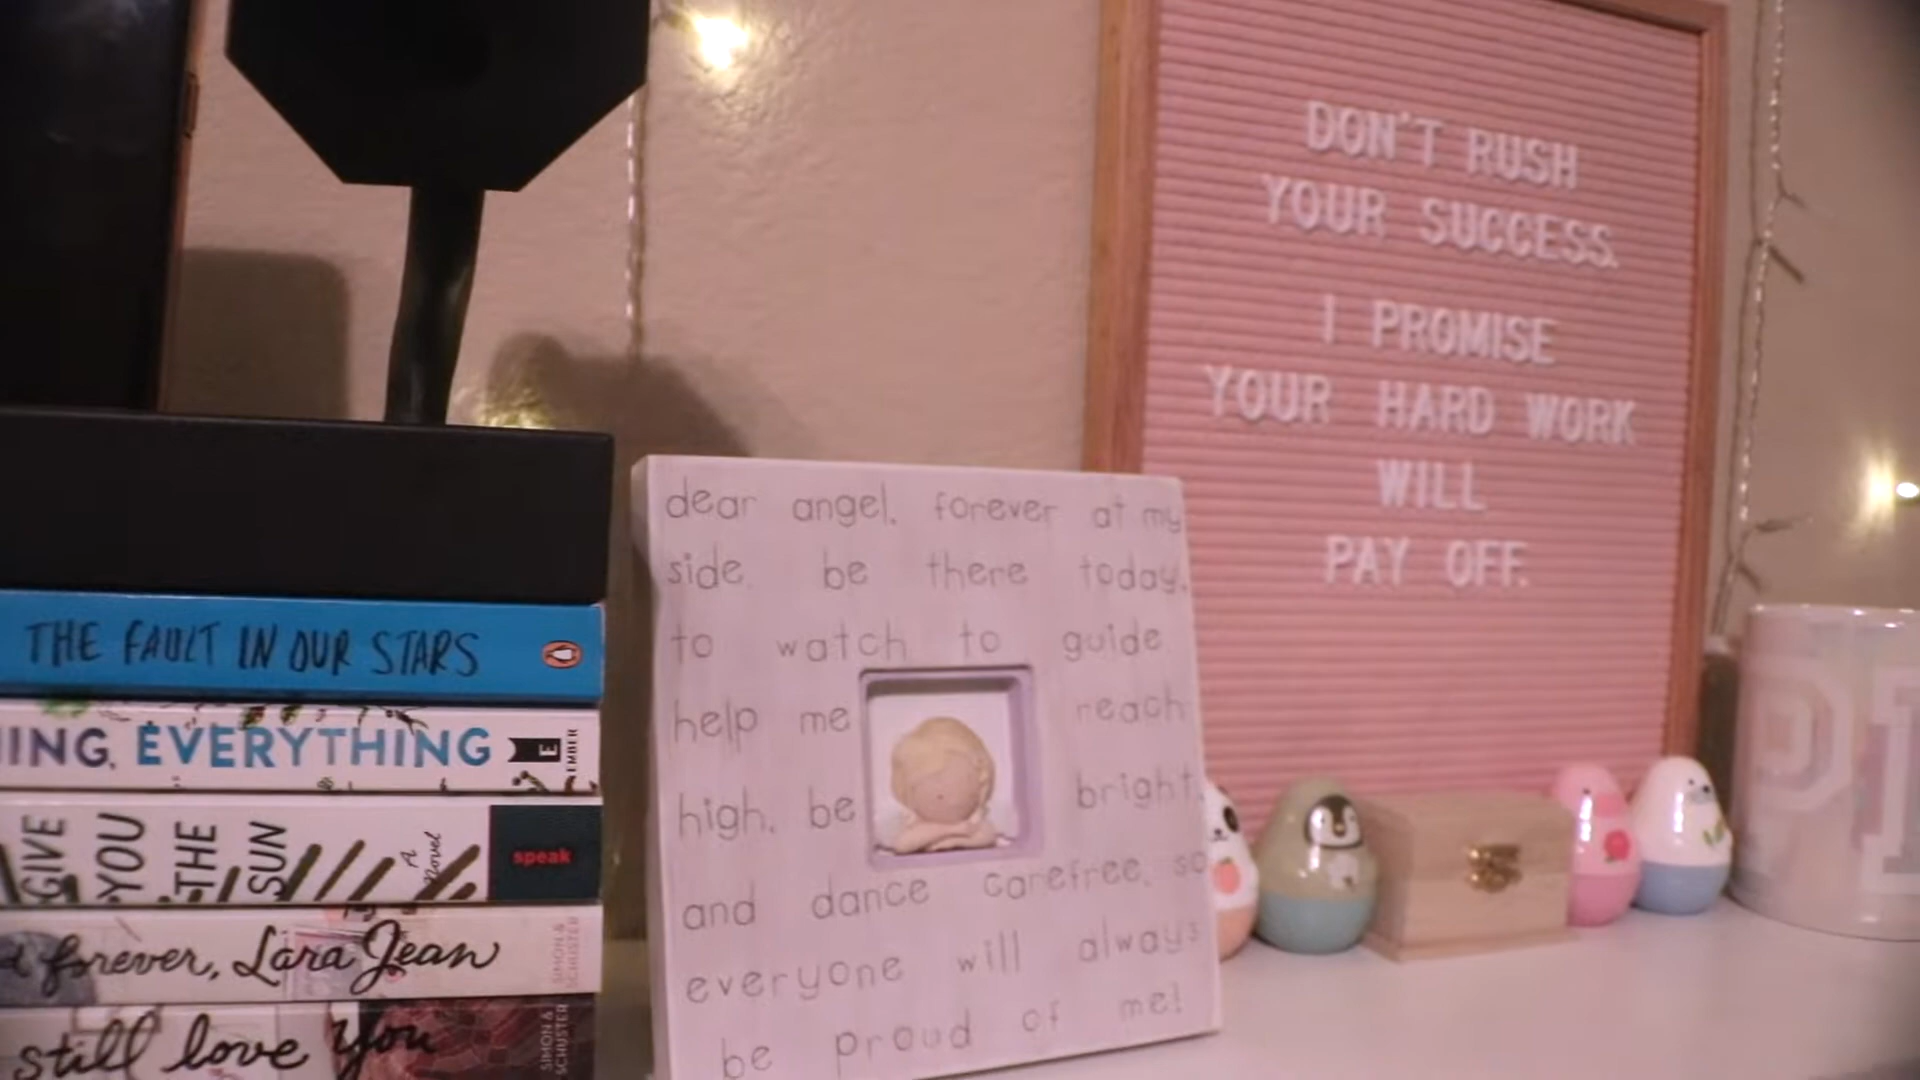 DON'T RUSH
YOUR SUCCESS.
I PROMISE
YOUR HARD WORK
WILL
PAY OFF.
dear angel, forever at my
side. be there today,
to watch to guide.
help me reach
high, be bright,
and dance carefree, so
everyone will always
be proud of me!
THE FAULT IN OUR STARS
ING, EVERYTHING
E
EMBER
GIVE
YOU
THE
SUN
A
Novel
speak
forever, Lara Jean
SIMON &
SCHUSTER
still love you
SIMON &
SCHUSTER